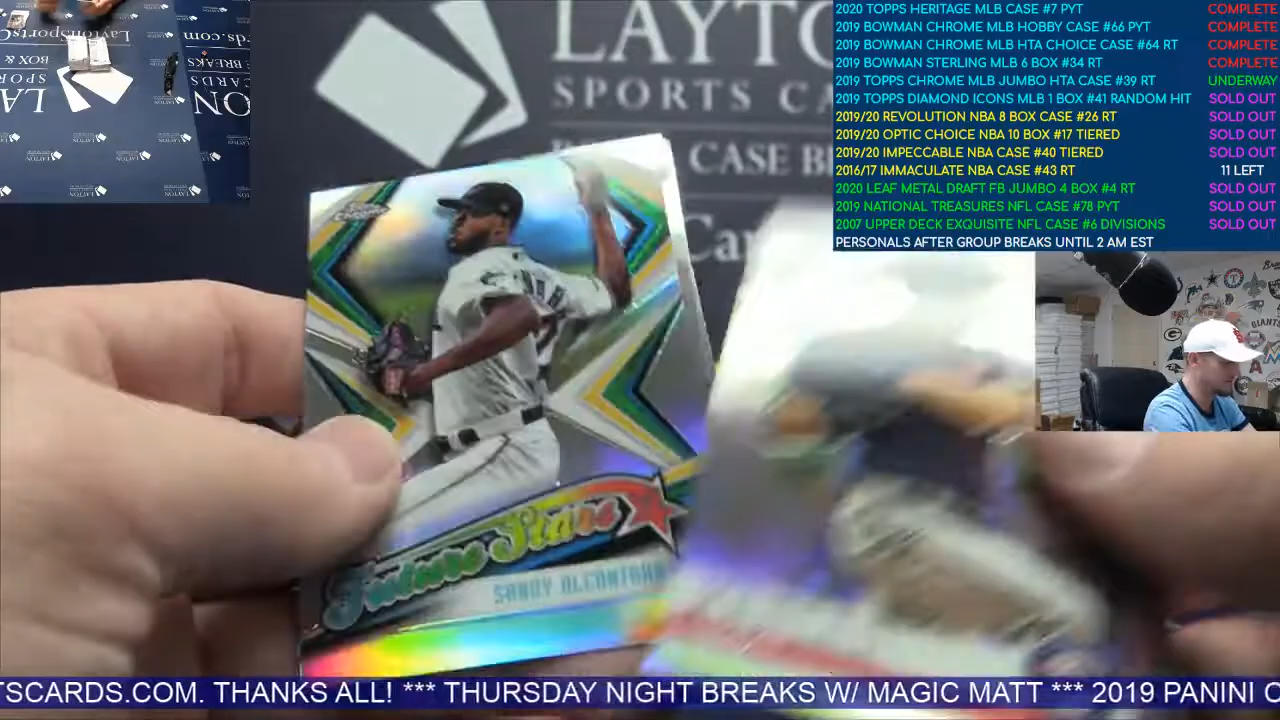 2020 TOPPS HERITAGE MLB CASE #7 PYT COMPLETE
2019 BOWMAN CHROME MLB HOBBY CASE #66 PYT COMPLETE
2019 BOWMAN CHROME MLB HTA CHOICE CASE #64 RT COMPLETE
2019 BOWMAN STERLING MLB 6 BOX #34 RT COMPLETE
2019 TOPPS CHROME MLB JUMBO HTA CASE #39 RT UNDERWAY
2019 TOPPS DIAMOND ICONS MLB 1 BOX #41 RANDOM HIT SOLD OUT
2019/20 REVOLUTION NBA 8 BOX CASE #26 RT SOLD OUT
2019/20 OPTIC CHOICE NBA 10 BOX #17 TIERED SOLD OUT
2019/20 IMPECCABLE NBA CASE #40 TIERED SOLD OUT
2016/17 IMMACULATE NBA CASE #43 RT 11 LEFT
2020 LEAF METAL DRAFT FB JUMBO 4 BOX #4 RT SOLD OUT
2019 NATIONAL TREASURES NFL CASE #78 PYT SOLD OUT
2007 UPPER DECK EXQUISITE NFL CASE #6 DIVISIONS SOLD OUT
PERSONALS AFTER GROUP BREAKS UNTIL 2 AM EST
LAYTO
SPORTS CA
CASE B
Car
Future Stars
SANDY ALCANTARA
TSCARDS.COM. THANKS ALL! *** THURSDAY NIGHT BREAKS W/ MAGIC MATT *** 2019 PANINI C